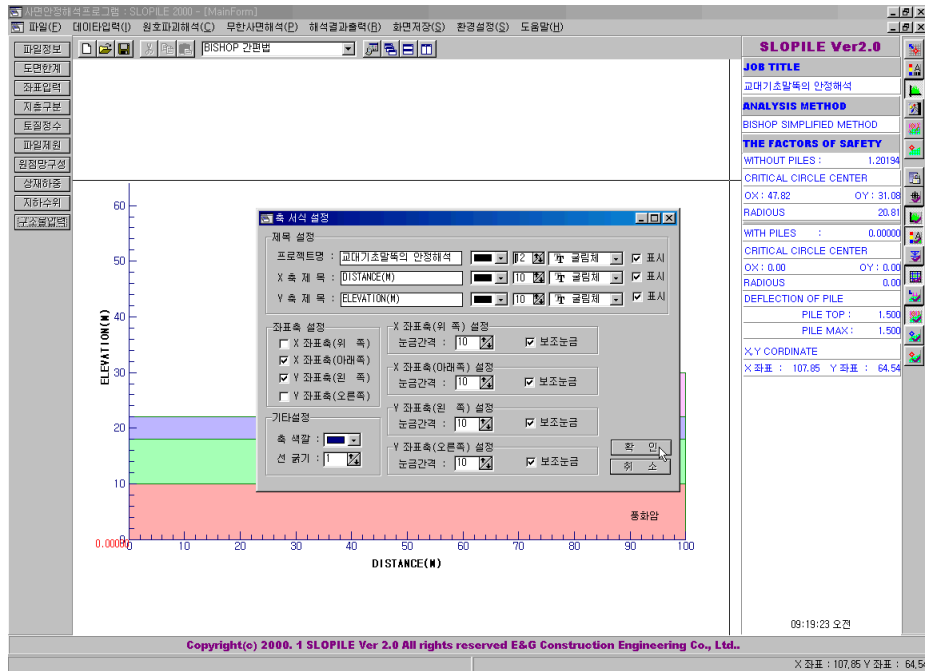 사면안정해석프로그램 : SLOPILE 2000 - [MainForm]
파일(F) 데이타입력(I) 원호파괴해석(C) 무한사면해석(P) 해석결과출력(R) 화면저장(S) 환경설정(S) 도움말(H)
BISHOP 간편법
파일정보
도면한계
좌표입력
지층구분
토질정수
파일제원
원점망구성
상재하중
지하수위
구조물입력
SLOPILE Ver2.0
JOB TITLE
교대기초말뚝의 안정해석
ANALYSIS METHOD
BISHOP SIMPLIFIED METHOD
THE FACTORS OF SAFETY
WITHOUT PILES : 1.20194
CRITICAL CIRCLE CENTER
OX : 47.82 OY : 31.08
RADIOUS 20.81
WITH PILES : 0.00000
CRITICAL CIRCLE CENTER
OX : 0.00 OY : 0.00
RADIOUS 0.00
DEFLECTION OF PILE
PILE TOP : 1.500
PILE MAX : 1.500
X,Y CORDINATE
X 좌표 : 107.85 Y 좌표 : 64.54
09:19:23 오전
축 서식 설정
제목 설정
프로젝트명 : 교대기초말뚝의 안정해석 12 굴림체 표시
X 축 제 목 : DISTANCE(M) 10 굴림체 표시
Y 축 제 목 : ELEVATION(M) 10 굴림체 표시
좌표축 설정
X 좌표축(위 쪽)
X 좌표축(아래쪽)
Y 좌표축(왼 쪽)
Y 좌표축(오른쪽)
기타설정
축 색깔 :
선 굵기 : 1
X 좌표축(위 쪽) 설정
눈금간격 : 10 보조눈금
X 좌표축(아래쪽) 설정
눈금간격 : 10 보조눈금
Y 좌표축(왼 쪽) 설정
눈금간격 : 10 보조눈금
Y 좌표축(오른쪽) 설정
눈금간격 : 10 보조눈금
확 인
취 소
ELEVATION(M)
60
50
40
30
20
10
풍화암
0 10 20 30 40 50 60 70 80 90 100
DISTANCE(M)
Copyright(c) 2000. 1 SLOPILE Ver 2.0 All rights reserved E&G Construction Engineering Co., Ltd..
X 좌표 : 107.85 Y 좌표 : 64.54